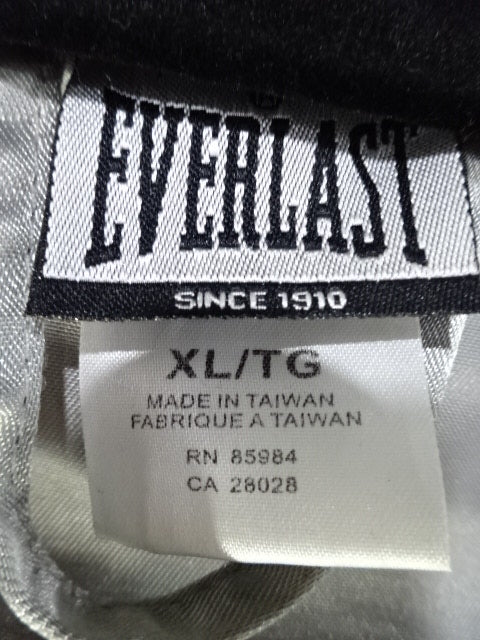 EVERLAST
SINCE 1910
XL/TG
MADE IN TAIWAN
FABRIQUE A TAIWAN
RN 85984
CA 28028